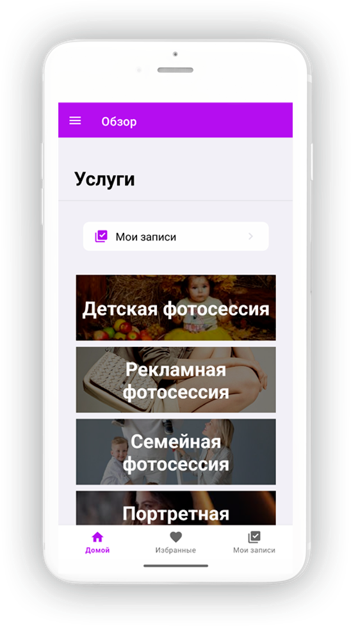 Обзор
Услуги
Мои записи
Детская фотосессия
Рекламная
фотосессия
Семейная
фотосессия
Портретная
Домой
Избранные
Мои записи